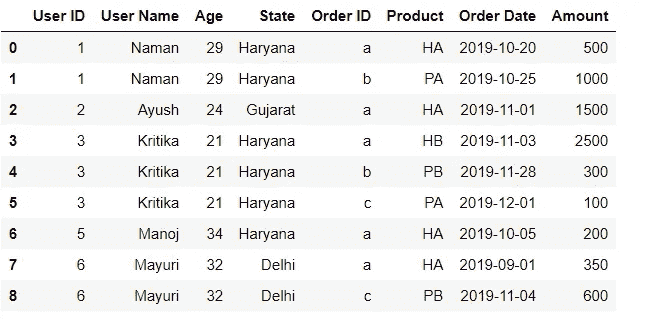 User ID User Name Age State Order ID Product Order Date Amount
0 1 Naman 29 Haryana a HA 2019-10-20 500
1 1 Naman 29 Haryana b PA 2019-10-25 1000
2 2 Ayush 24 Gujarat a HA 2019-11-01 1500
3 3 Kritika 21 Haryana a HB 2019-11-03 2500
4 3 Kritika 21 Haryana b PB 2019-11-28 300
5 3 Kritika 21 Haryana c PA 2019-12-01 100
6 5 Manoj 34 Haryana a HA 2019-10-05 200
7 6 Mayuri 32 Delhi a HA 2019-09-01 350
8 6 Mayuri 32 Delhi c PB 2019-11-04 600